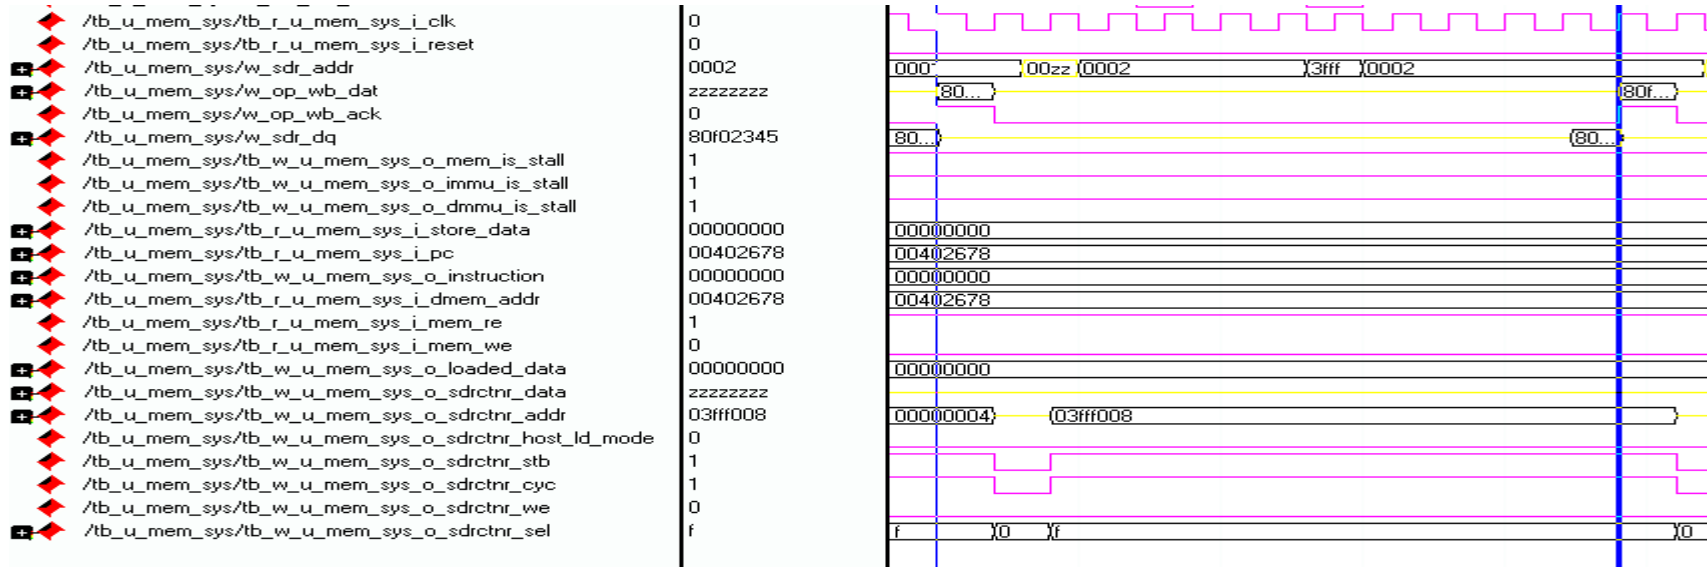 /tb_u_mem_sys/tb_r_u_mem_sys_i_clk 0
/tb_u_mem_sys/tb_r_u_mem_sys_i_reset 0
/tb_u_mem_sys/w_sdr_addr 0002 000 00zz 0002 3fff 0002
/tb_u_mem_sys/w_op_wb_dat zzzzzzzz 80... 80f...
/tb_u_mem_sys/w_op_wb_ack 0
/tb_u_mem_sys/w_sdr_dq 80f02345 80... 80...
/tb_u_mem_sys/tb_w_u_mem_sys_o_mem_is_stall 1
/tb_u_mem_sys/tb_w_u_mem_sys_o_immu_is_stall 1
/tb_u_mem_sys/tb_w_u_mem_sys_o_dmmu_is_stall 1
/tb_u_mem_sys/tb_r_u_mem_sys_i_store_data 00000000 00000000
/tb_u_mem_sys/tb_r_u_mem_sys_i_pc 00402678 00402678
/tb_u_mem_sys/tb_w_u_mem_sys_o_instruction 00000000 00000000
/tb_u_mem_sys/tb_r_u_mem_sys_i_dmem_addr 00402678 00402678
/tb_u_mem_sys/tb_r_u_mem_sys_i_mem_re 1
/tb_u_mem_sys/tb_r_u_mem_sys_i_mem_we 0
/tb_u_mem_sys/tb_w_u_mem_sys_o_loaded_data 00000000 00000000
/tb_u_mem_sys/tb_w_u_mem_sys_o_sdrctnr_data zzzzzzzz
/tb_u_mem_sys/tb_w_u_mem_sys_o_sdrctnr_addr 03fff008 00000004 03fff008
/tb_u_mem_sys/tb_w_u_mem_sys_o_sdrctnr_host_ld_mode 0
/tb_u_mem_sys/tb_w_u_mem_sys_o_sdrctnr_stb 1
/tb_u_mem_sys/tb_w_u_mem_sys_o_sdrctnr_cyc 1
/tb_u_mem_sys/tb_w_u_mem_sys_o_sdrctnr_we 0
/tb_u_mem_sys/tb_w_u_mem_sys_o_sdrctnr_sel f f 0 f 0